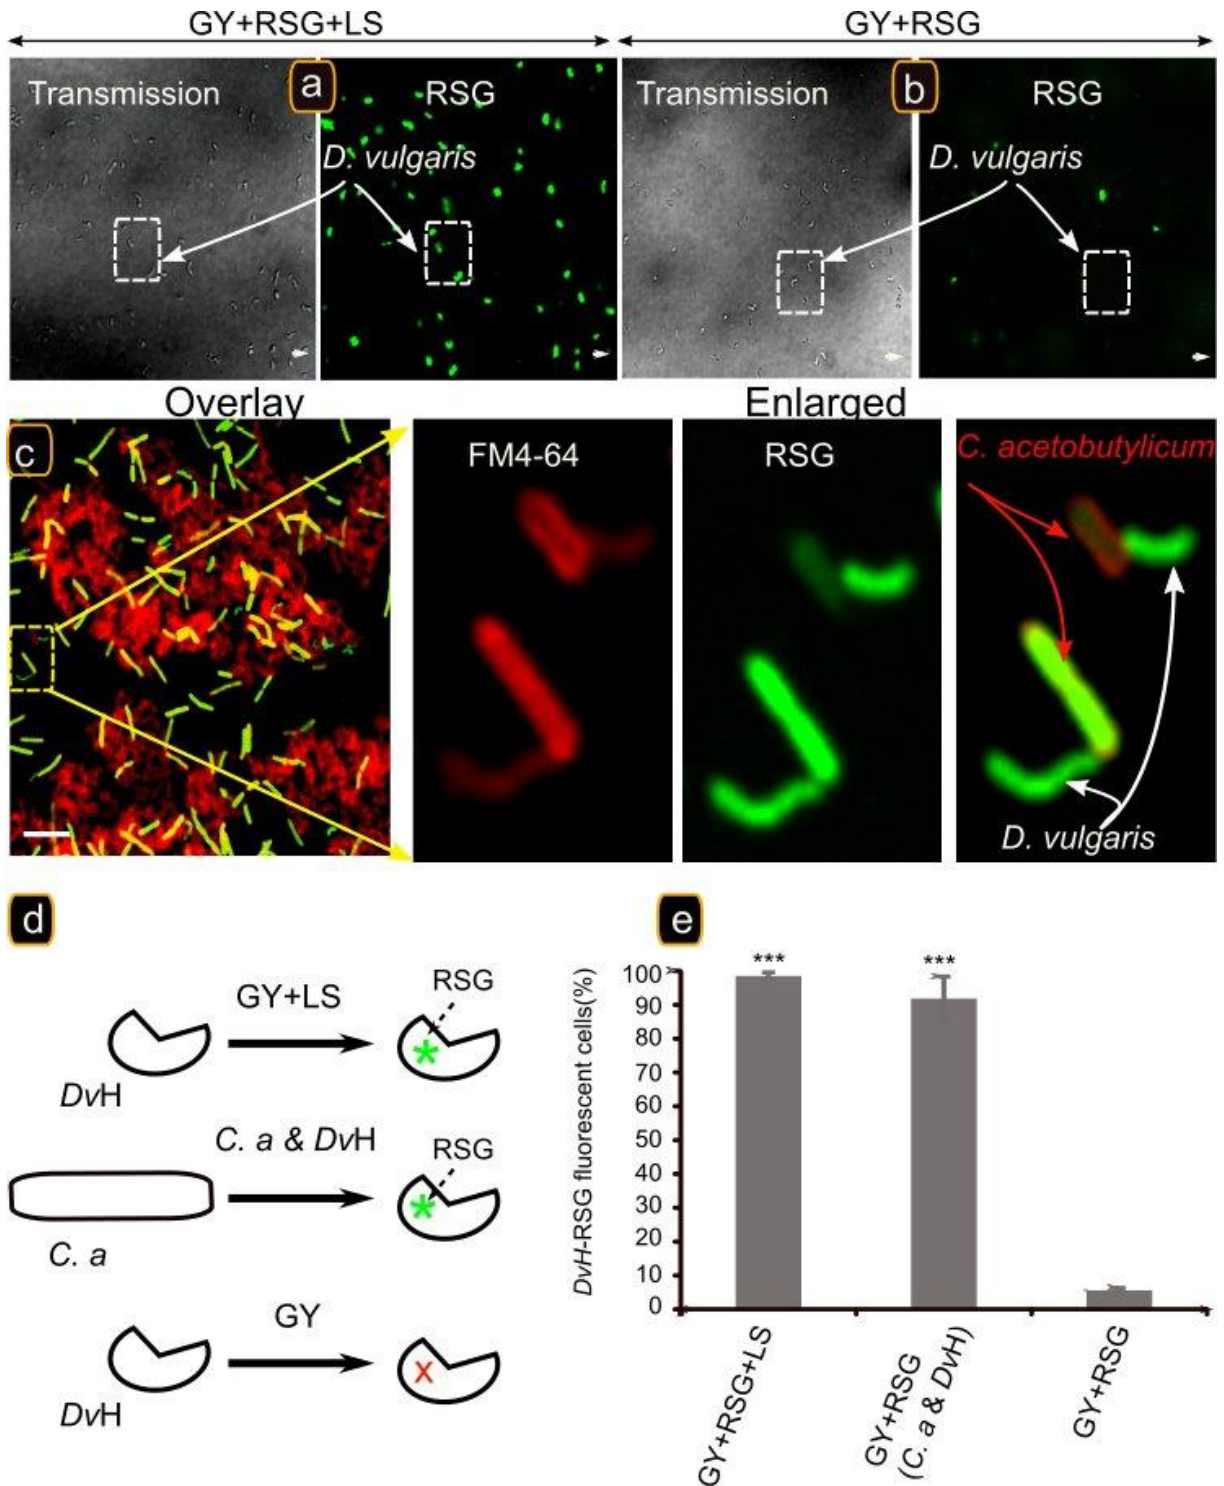 GY+RSG+LS
GY+RSG
Transmission
a
RSG
Transmission
b
RSG
D. vulgaris
D. vulgaris
Overlay
Enlarged
c
FM4-64
RSG
C. acetobutylicum
D. vulgaris
d
GY+LS
RSG
DvH
C. a & DvH
RSG
C. a
GY
x
DvH
e
DvH-RSG fluorescent cells(%)
***
***
100
90
80
70
60
50
40
30
20
10
0
GY+RSG+LS
GY+RSG
(C. a & DvH)
GY+RSG